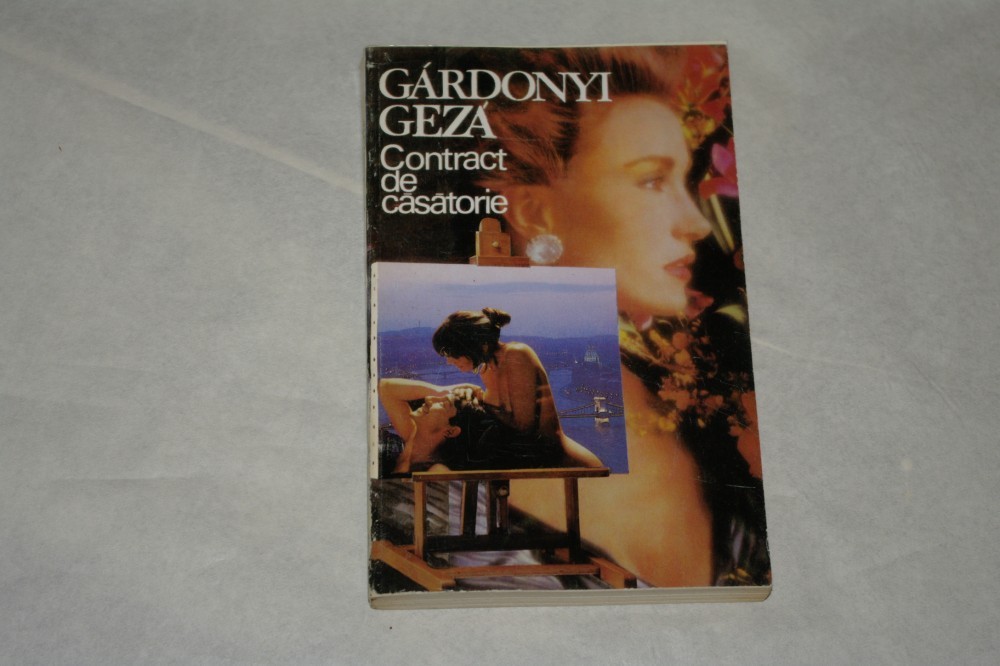 GÁRDONYI
GEZÁ
Contract
de
căsătorie